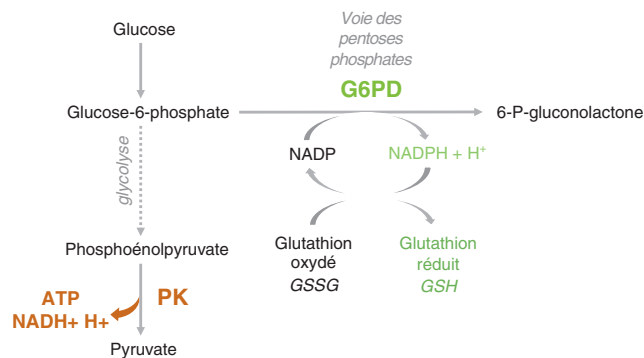 Glucose
Voie des
pentoses
phosphates
G6PD
Glucose-6-phosphate
6-P-gluconolactone
glycolyse
NADP
NADPH + H⁺
Phosphoénolpyruvate
Glutathion
oxydé
GSSG
Glutathion
réduit
GSH
ATP
NADH+ H+
PK
Pyruvate